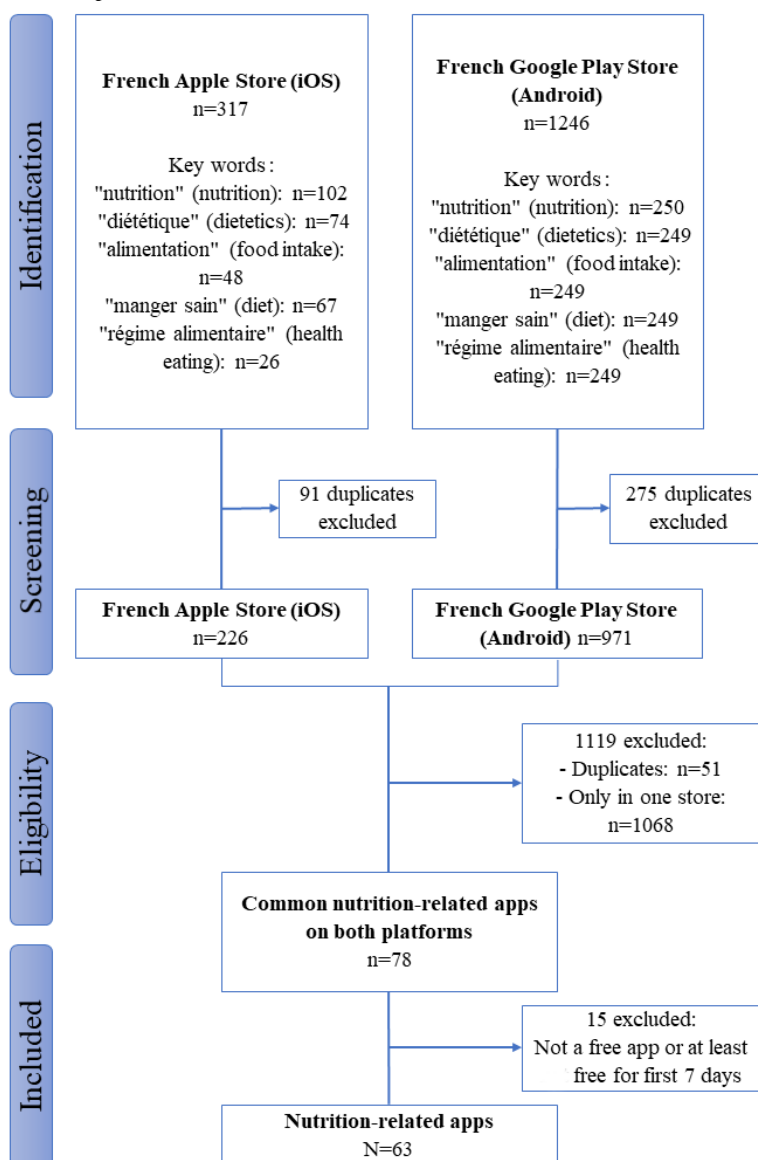 Identification
French Apple Store (iOS)
n=317
Key words :
"nutrition" (nutrition): n=102
"diététique" (dietetics): n=74
"alimentation" (food intake):
n=48
"manger sain" (diet): n=67
"régime alimentaire" (health
eating): n=26
French Google Play Store
(Android)
n=1246
Key words :
"nutrition" (nutrition): n=250
"diététique" (dietetics): n=249
"alimentation" (food intake):
n=249
"manger sain" (diet): n=249
"régime alimentaire" (health
eating): n=249
Screening
91 duplicates
excluded
275 duplicates
excluded
French Apple Store (iOS)
n=226
French Google Play Store
(Android) n=971
Eligibility
1119 excluded:
- Duplicates: n=51
- Only in one store:
n=1068
Common nutrition-related apps
on both platforms
n=78
Included
15 excluded:
Not a free app or at least
free for first 7 days
Nutrition-related apps
N=63